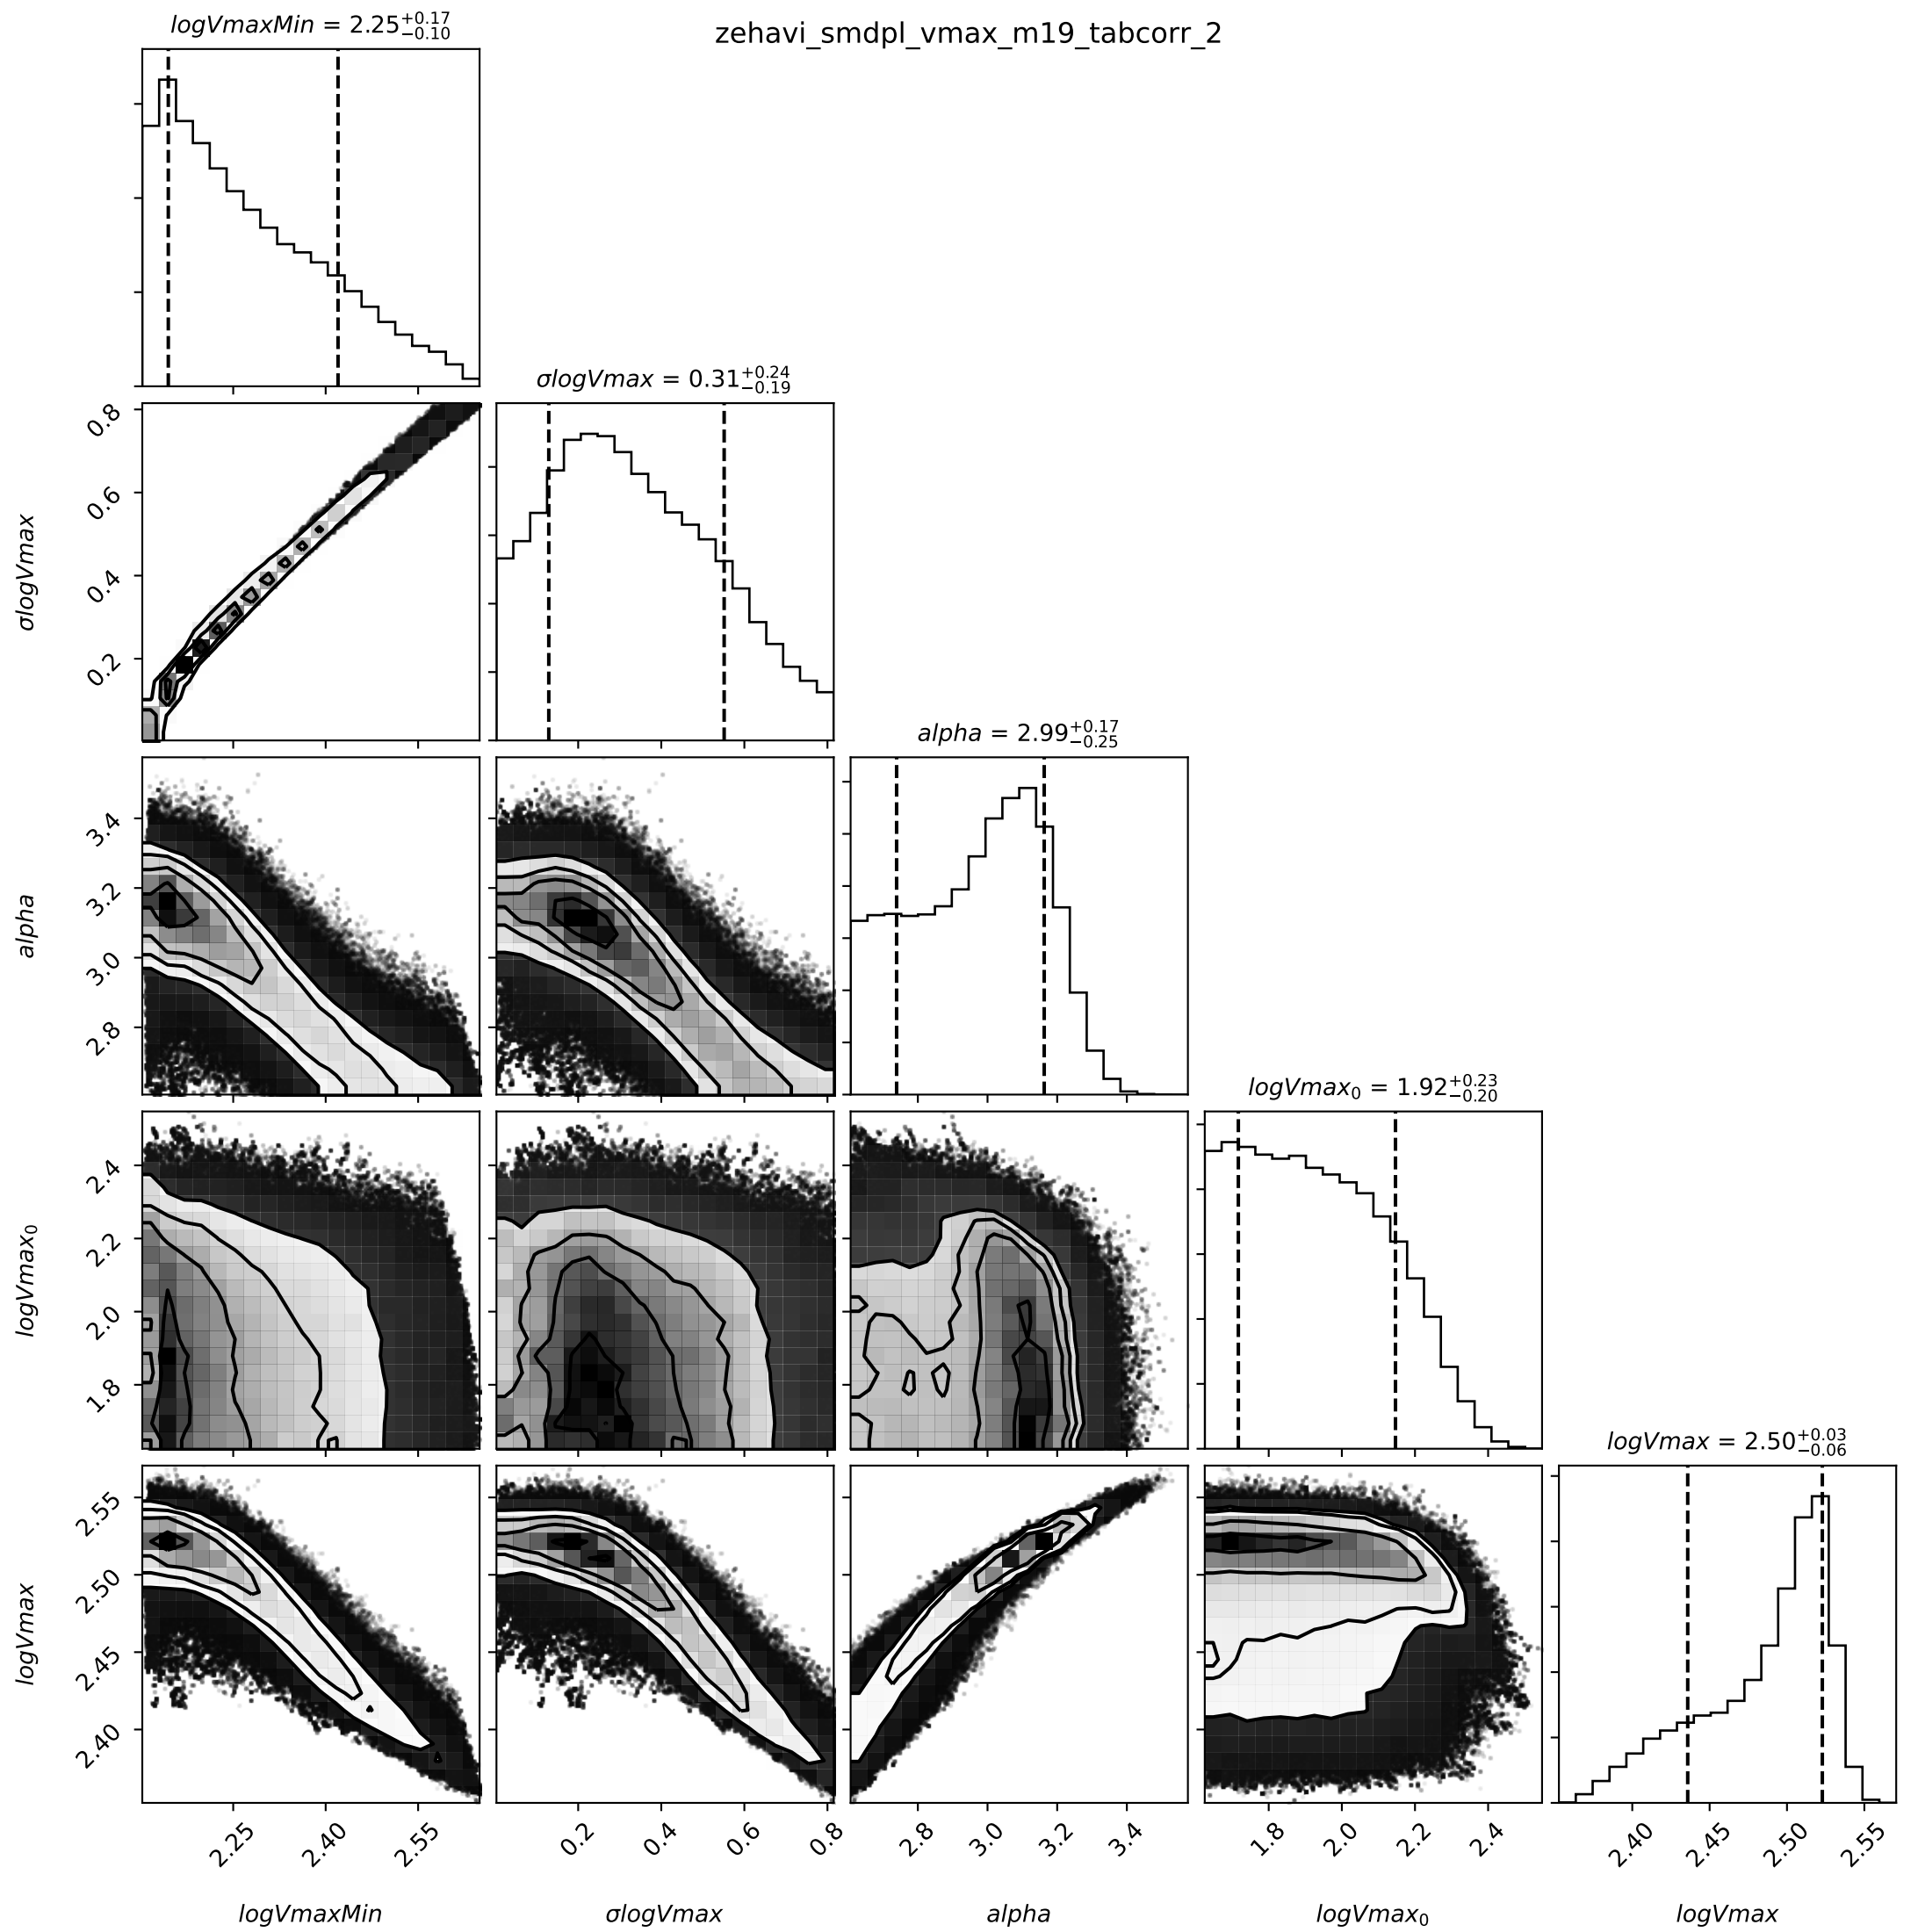 zehavi_smdpl_vmax_m19_tabcorr_2
logVmaxMin = 2.25 +0.17 −0.10
σlogVmax = 0.31 +0.24 −0.19
0.8
0.6
0.4
0.2
σlogVmax
alpha = 2.99 +0.17 −0.25
3.4
3.2
3.0
2.8
alpha
logVmax₀ = 1.92 +0.23 −0.20
2.4
2.2
2.0
1.8
logVmax₀
logVmax = 2.50 +0.03 −0.06
2.55
2.50
2.45
2.40
logVmax
2.25 2.40 2.55
0.2 0.4 0.6 0.8
2.8 3.0 3.2 3.4
1.8 2.0 2.2 2.4
2.40 2.45 2.50 2.55
logVmaxMin
σlogVmax
alpha
logVmax₀
logVmax